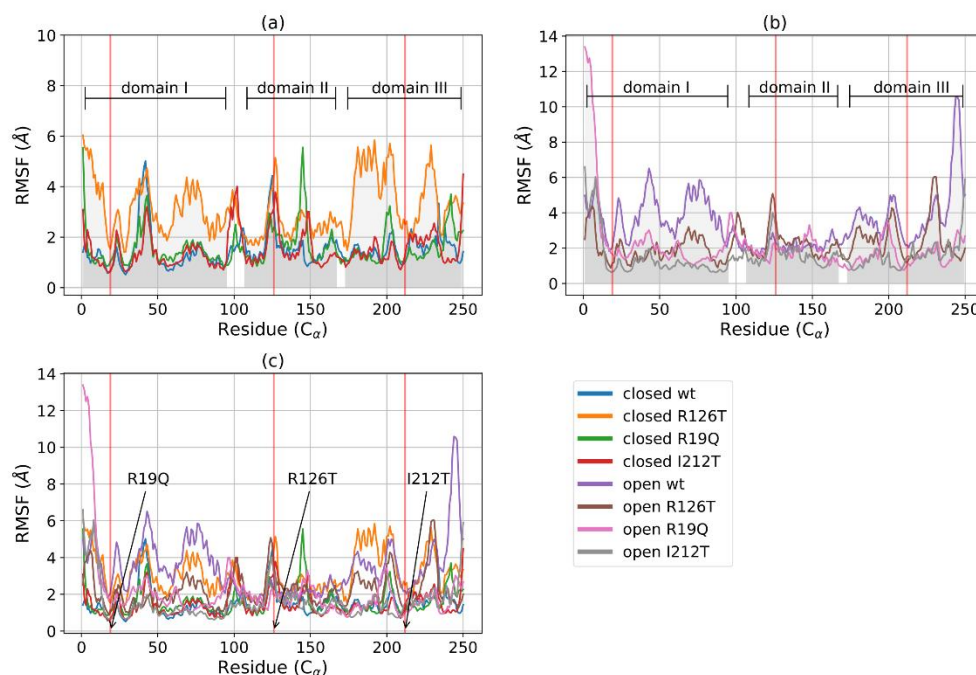 (a)
10
8
6
4
2
0
RMSF (Å)
domain I
domain II
domain III
0 50 100 150 200 250
Residue (Cα)
(b)
14
12
10
8
6
4
2
0
RMSF (Å)
domain I
domain II
domain III
0 50 100 150 200 250
Residue (Cα)
(c)
14
12
10
8
6
4
2
0
RMSF (Å)
R19Q
R126T
I212T
0 50 100 150 200 250
Residue (Cα)
closed wt
closed R126T
closed R19Q
closed I212T
open wt
open R126T
open R19Q
open I212T